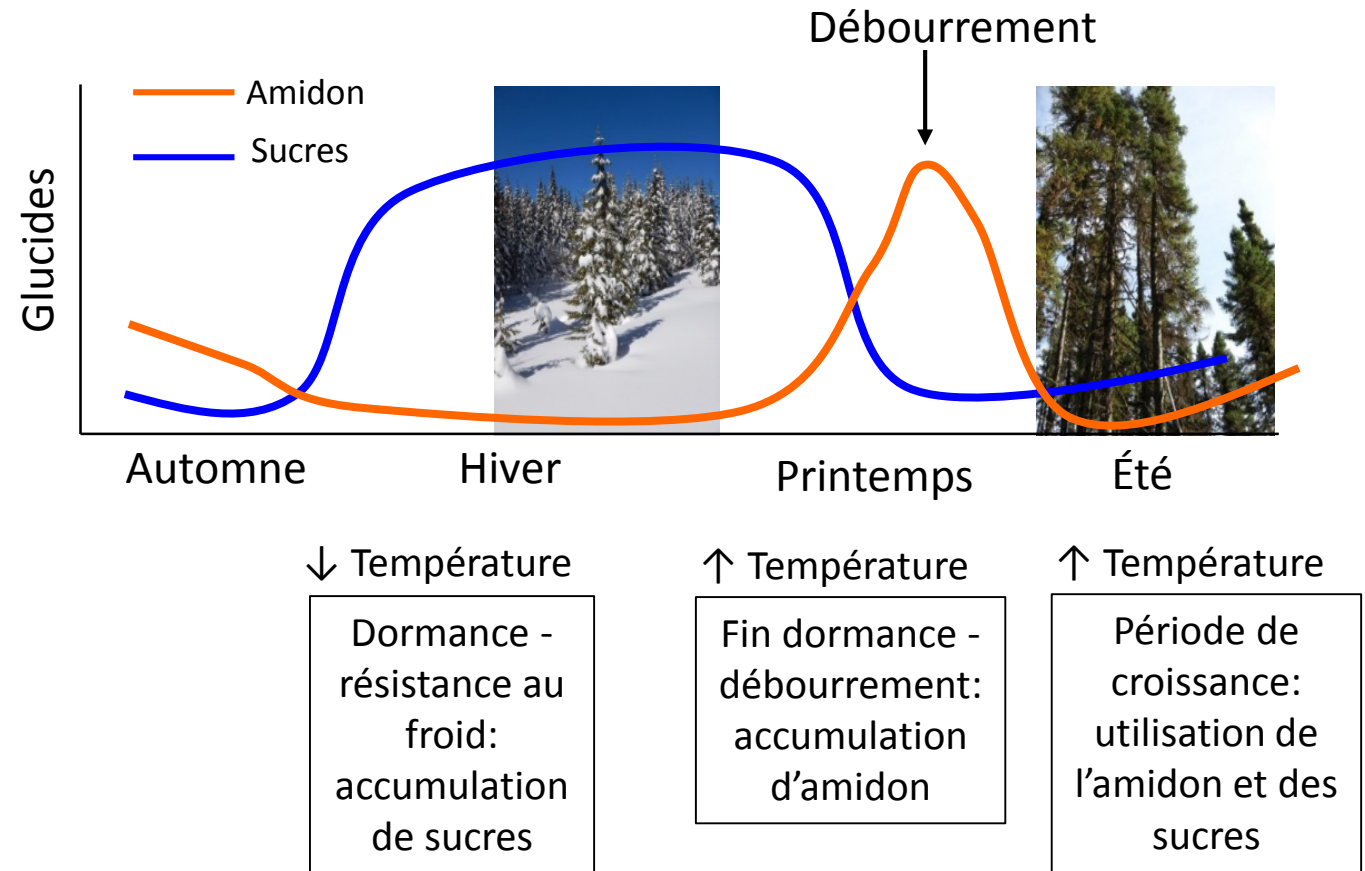 Débourrement
Amidon
Sucres
Glucides
Automne
Hiver
Printemps
Été
↓ Température
Dormance -
résistance au
froid:
accumulation
de sucres
↑ Température
Fin dormance -
débourrement:
accumulation
d’amidon
↑ Température
Période de
croissance:
utilisation de
l’amidon et des
sucres